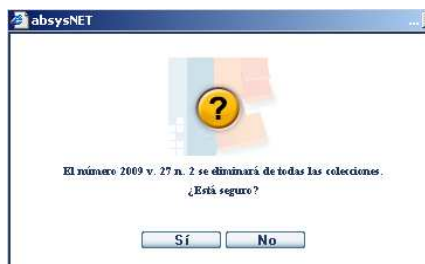 absysNET
?
El número 2009 v. 27 n. 2 se eliminará de todas las colecciones.
¿Está seguro?
Sí
No